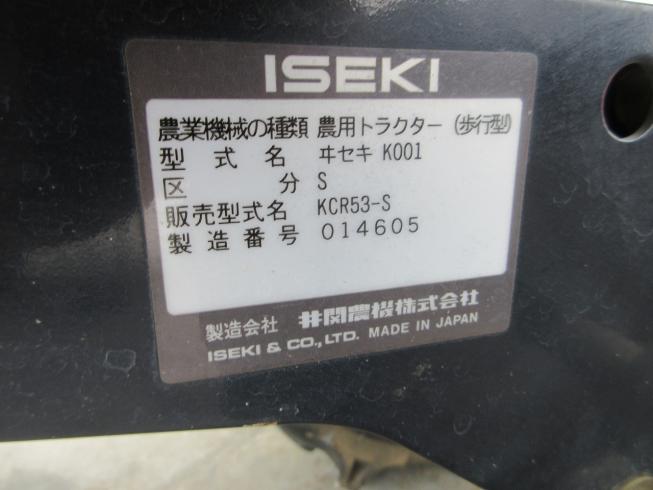 ISEKI
農業機械の種類 農用トラクター (歩行型)
型式名 ヰセキ K001
区分 S
販売型式名 KCR53-S
製造番号 014605
製造会社 井関農機株式会社
ISEKI & CO.,LTD. MADE IN JAPAN